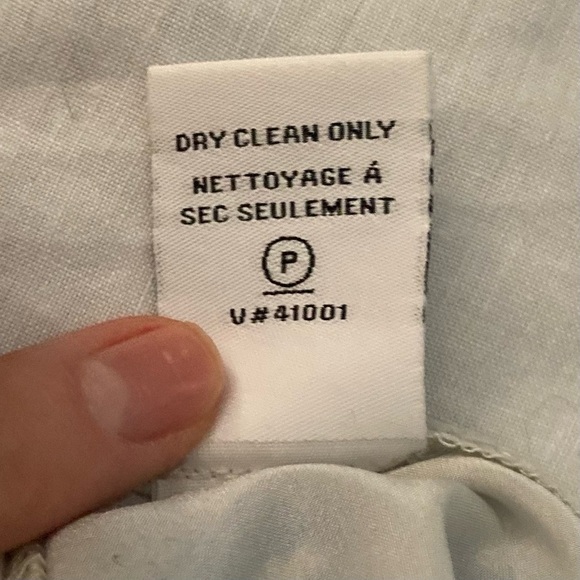 DRY CLEAN ONLY
NETTOYAGE Á
SEC SEULEMENT
P
V#41001